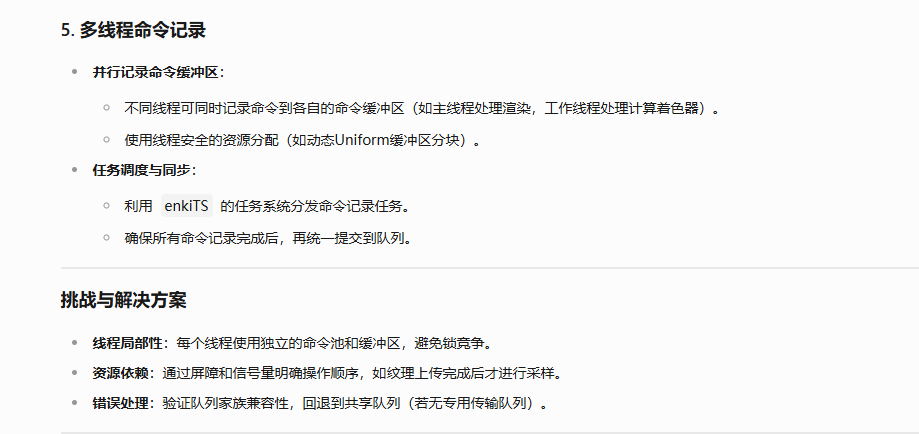 5. 多线程命令记录
并行记录命令缓冲区：
不同线程可同时记录命令到各自的命令缓冲区（如主线程处理渲染，工作线程处理计算着色器）。
使用线程安全的资源分配（如动态Uniform缓冲区分块）。
任务调度与同步：
利用 enkiTS 的任务系统分发命令记录任务。
确保所有命令记录完成后，再统一提交到队列。
挑战与解决方案
线程局部性：每个线程使用独立的命令池和缓冲区，避免锁竞争。
资源依赖：通过屏障和信号量明确操作顺序，如纹理上传完成后才进行采样。
错误处理：验证队列家族兼容性，回退到共享队列（若无专用传输队列）。